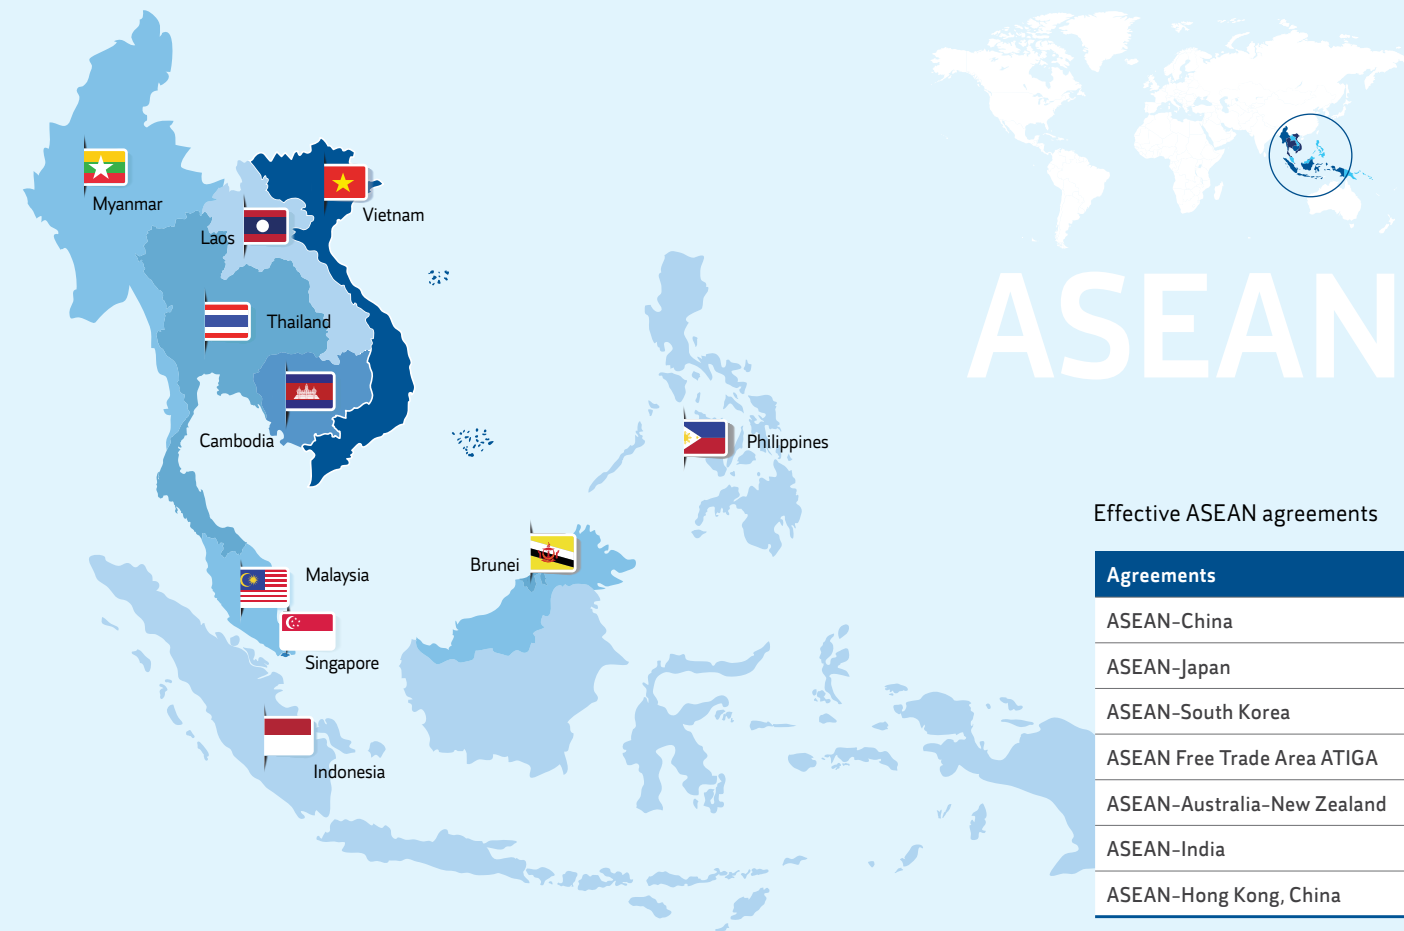 Myanmar
Vietnam
Laos
Thailand
Cambodia
Philippines
Brunei
Malaysia
Singapore
Indonesia
ASEAN
Effective ASEAN agreements
Agreements
ASEAN-China
ASEAN-Japan
ASEAN-South Korea
ASEAN Free Trade Area ATIGA
ASEAN-Australia-New Zealand
ASEAN-India
ASEAN-Hong Kong, China